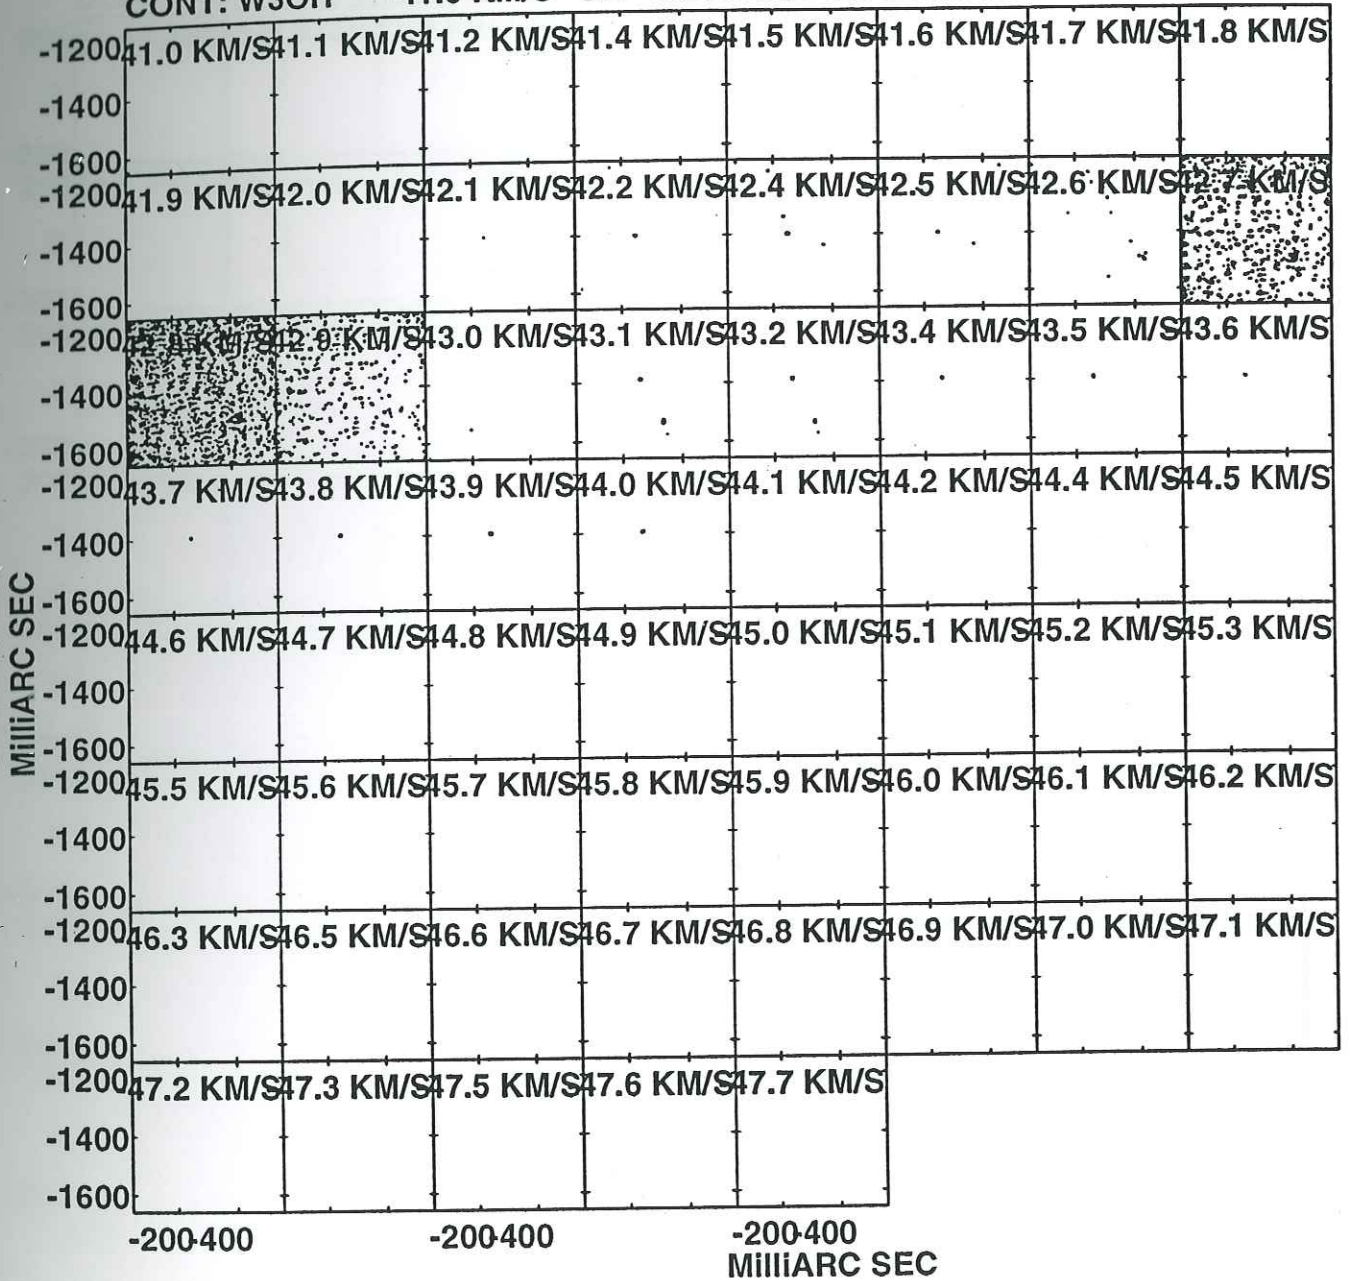 CONT: W3OH
-1200 41.0 KM/S 41.1 KM/S 41.2 KM/S 41.4 KM/S 41.5 KM/S 41.6 KM/S 41.7 KM/S 41.8 KM/S
-1400
-1600
-1200 41.9 KM/S 42.0 KM/S 42.1 KM/S 42.2 KM/S 42.4 KM/S 42.5 KM/S 42.6 KM/S 42.7 KM/S
-1400
-1600
-1200 42.8 KM/S 42.9 KM/S 43.0 KM/S 43.1 KM/S 43.2 KM/S 43.4 KM/S 43.5 KM/S 43.6 KM/S
-1400
-1600
-1200 43.7 KM/S 43.8 KM/S 43.9 KM/S 44.0 KM/S 44.1 KM/S 44.2 KM/S 44.4 KM/S 44.5 KM/S
-1400
-1600
MilliARC SEC
-1200 44.6 KM/S 44.7 KM/S 44.8 KM/S 44.9 KM/S 45.0 KM/S 45.1 KM/S 45.2 KM/S 45.3 KM/S
-1400
-1600
-1200 45.5 KM/S 45.6 KM/S 45.7 KM/S 45.8 KM/S 45.9 KM/S 46.0 KM/S 46.1 KM/S 46.2 KM/S
-1400
-1600
-1200 46.3 KM/S 46.5 KM/S 46.6 KM/S 46.7 KM/S 46.8 KM/S 46.9 KM/S 47.0 KM/S 47.1 KM/S
-1400
-1600
-1200 47.2 KM/S 47.3 KM/S 47.5 KM/S 47.6 KM/S 47.7 KM/S
-1400
-1600
-200 400 -200 400 -200 400
MilliARC SEC